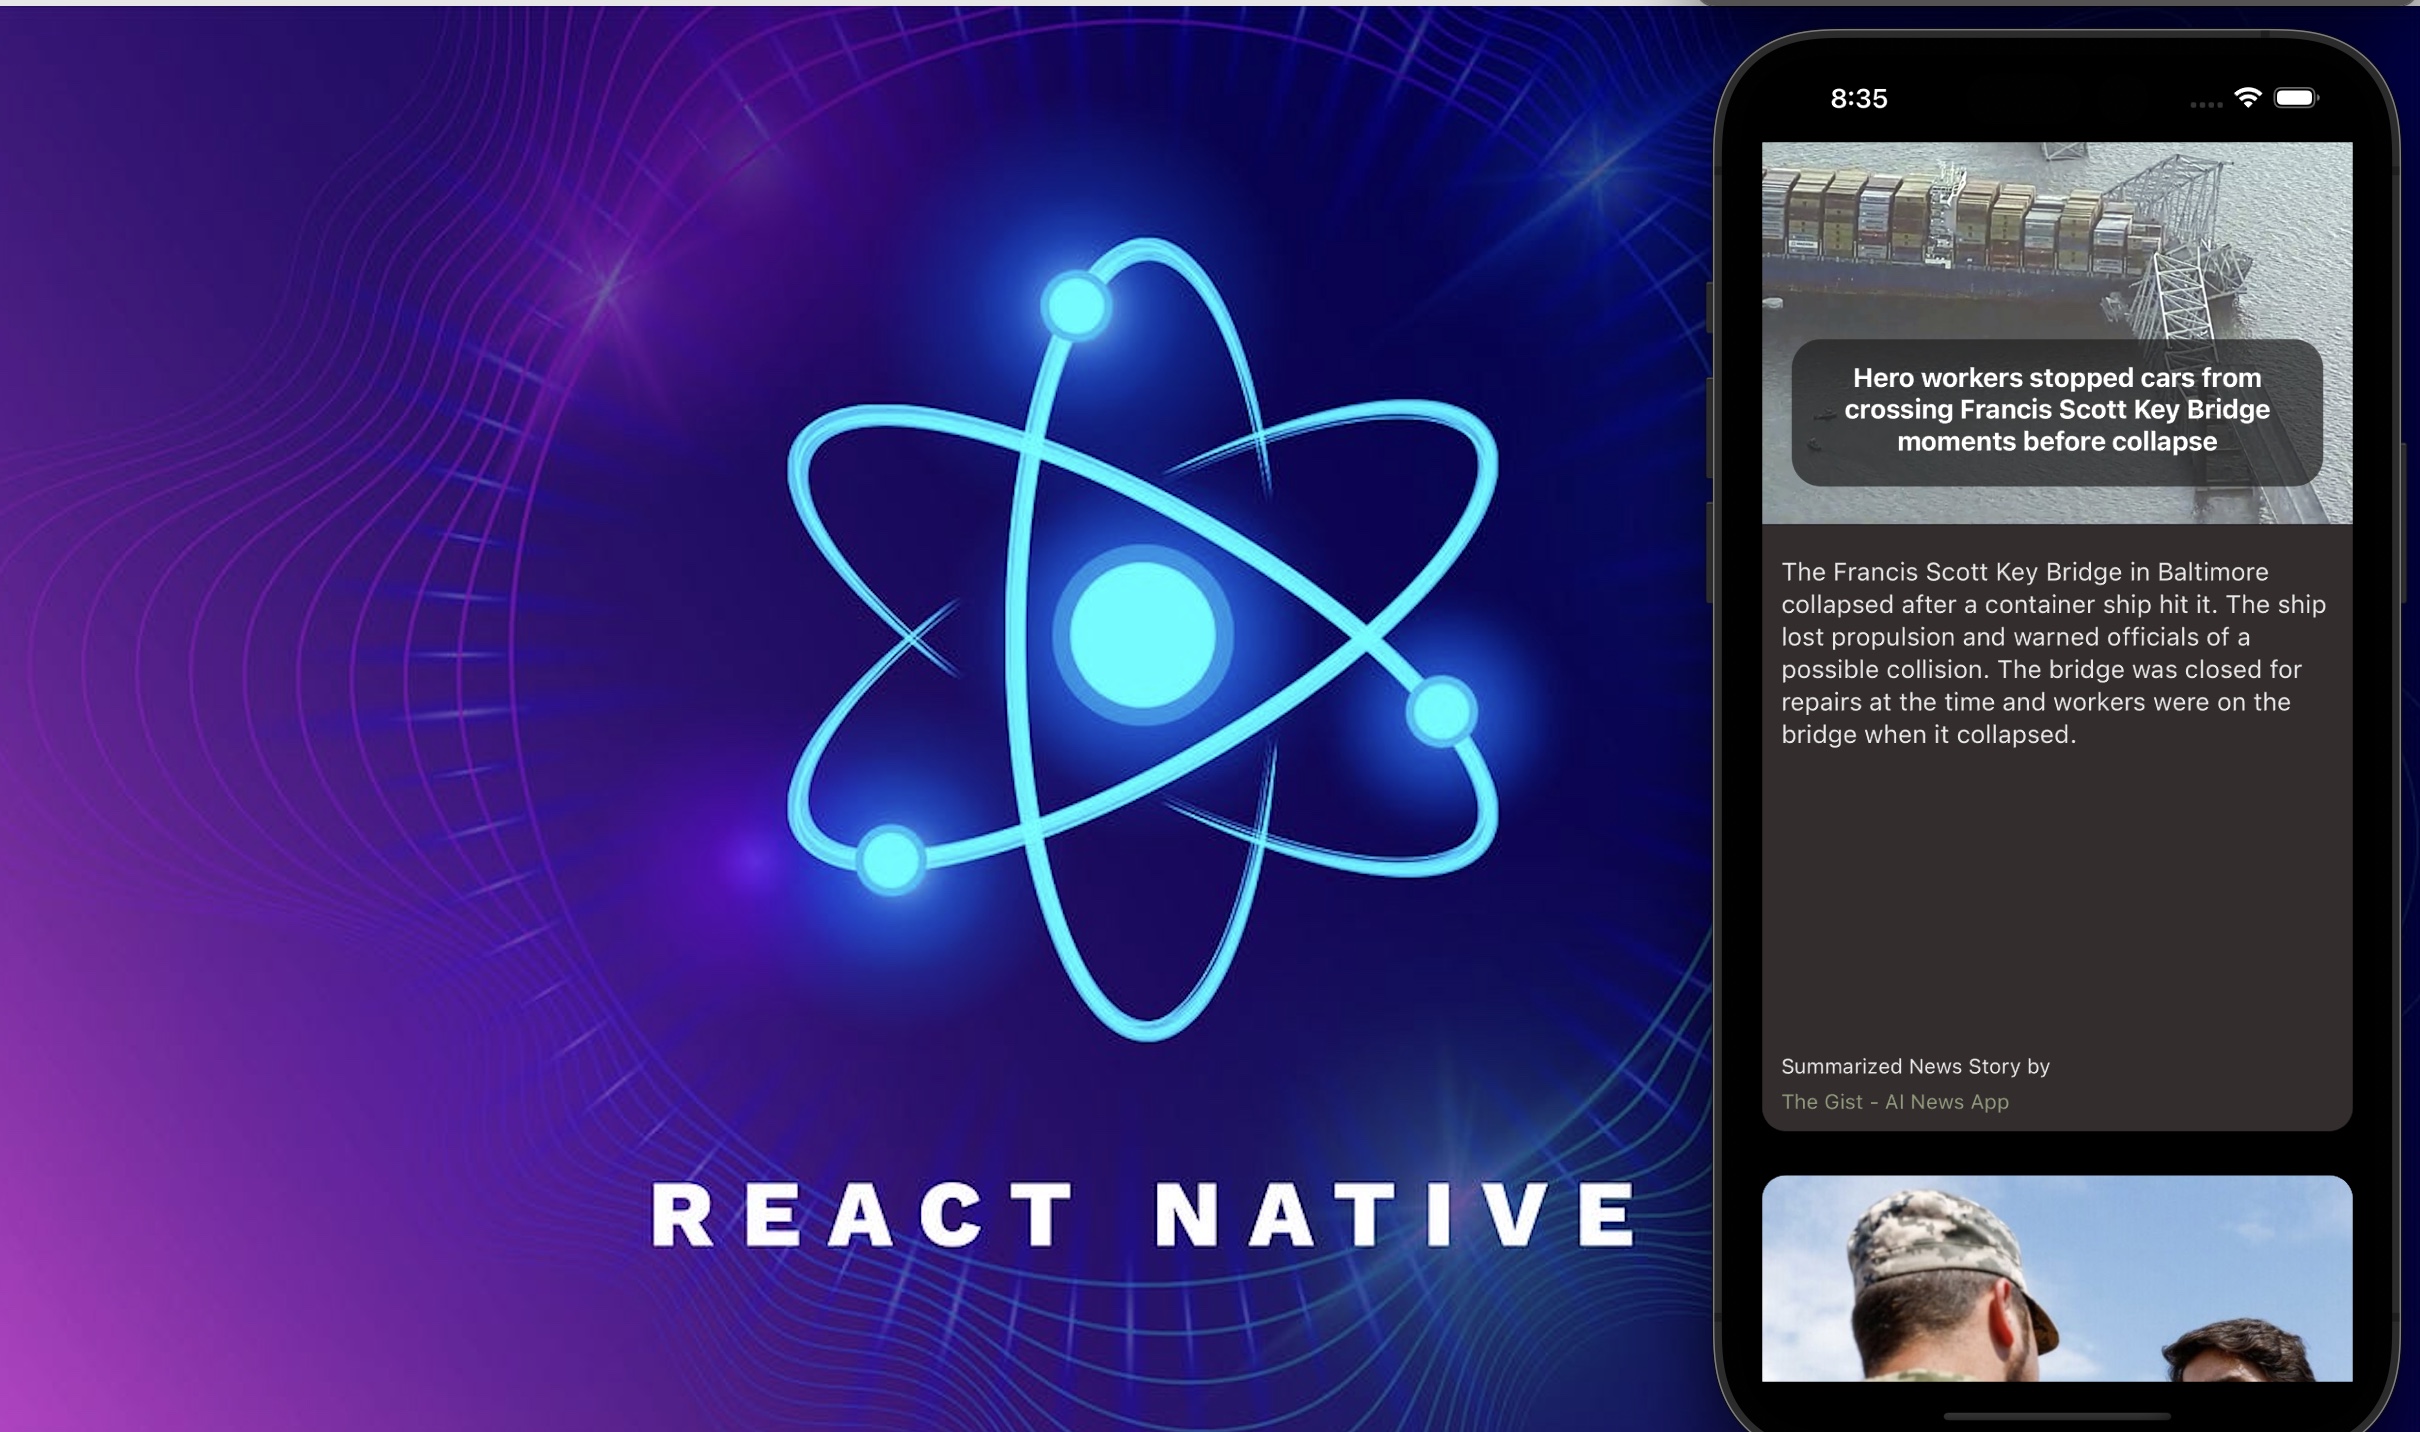 REACT NATIVE
8:35
Hero workers stopped cars from
crossing Francis Scott Key Bridge
moments before collapse
The Francis Scott Key Bridge in Baltimore
collapsed after a container ship hit it. The ship
lost propulsion and warned officials of a
possible collision. The bridge was closed for
repairs at the time and workers were on the
bridge when it collapsed.
Summarized News Story by
The Gist - AI News App